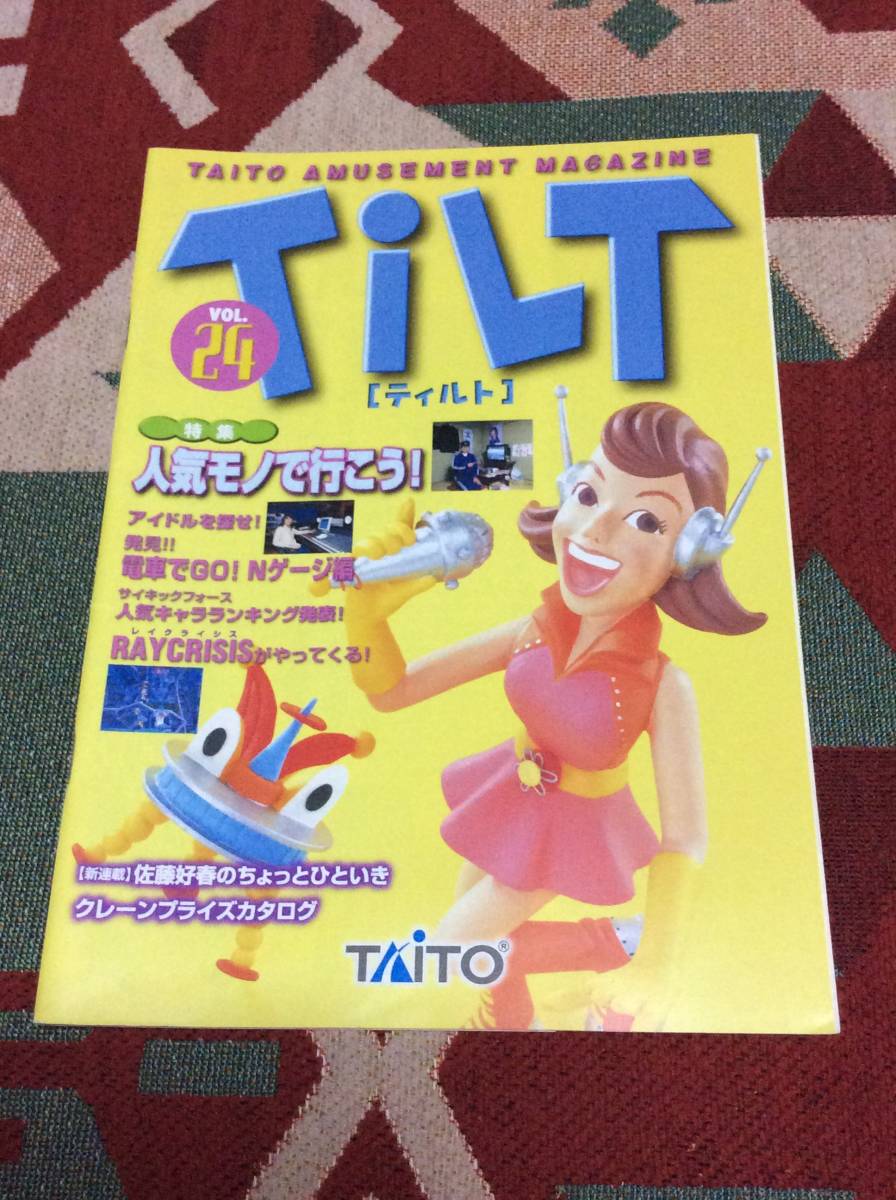 TAITO AMUSEMENT MAGAZINE
TiLT
VOL.
24
[ティルト]
特集
人気モノで行こう!
アイドルを探せ!
発見!!
電車でGO! Nゲージ編
サイキックフォース
人気キャラランキング発表!
レイクライシス
RAYCRISISがやってくる!
【新連載】佐藤好春のちょっとひといき
クレーンプライズカタログ
TAiTO®